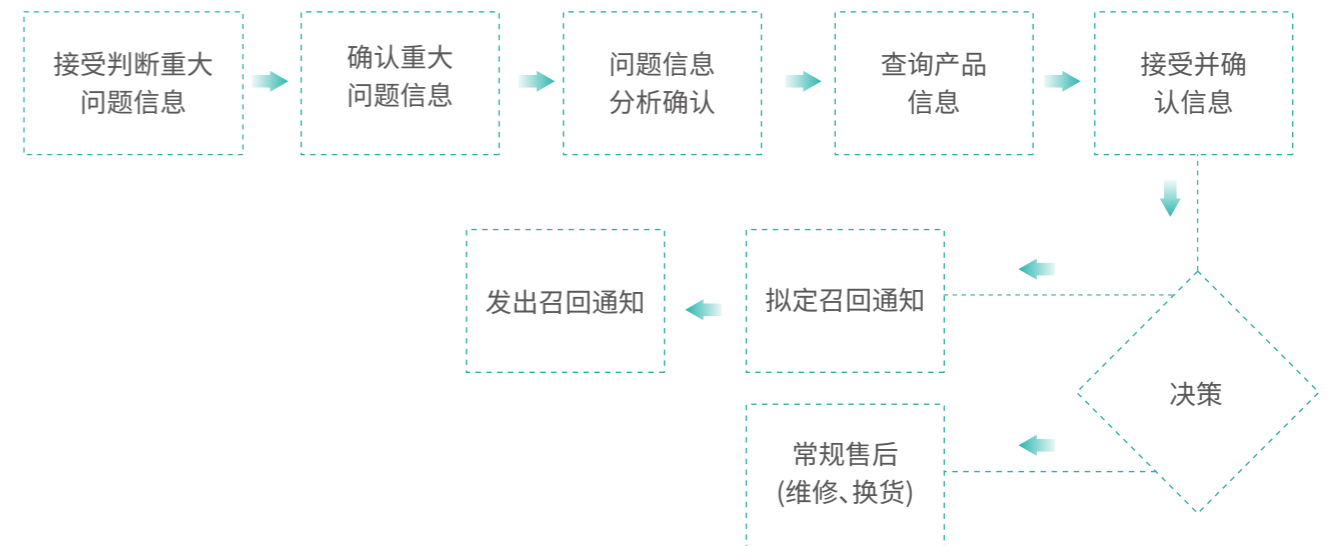 接受判断重大
问题信息
确认重大
问题信息
问题信息
分析确认
查询产品
信息
接受并确
认信息
发出召回通知
拟定召回通知
决策
常规售后
(维修、换货)